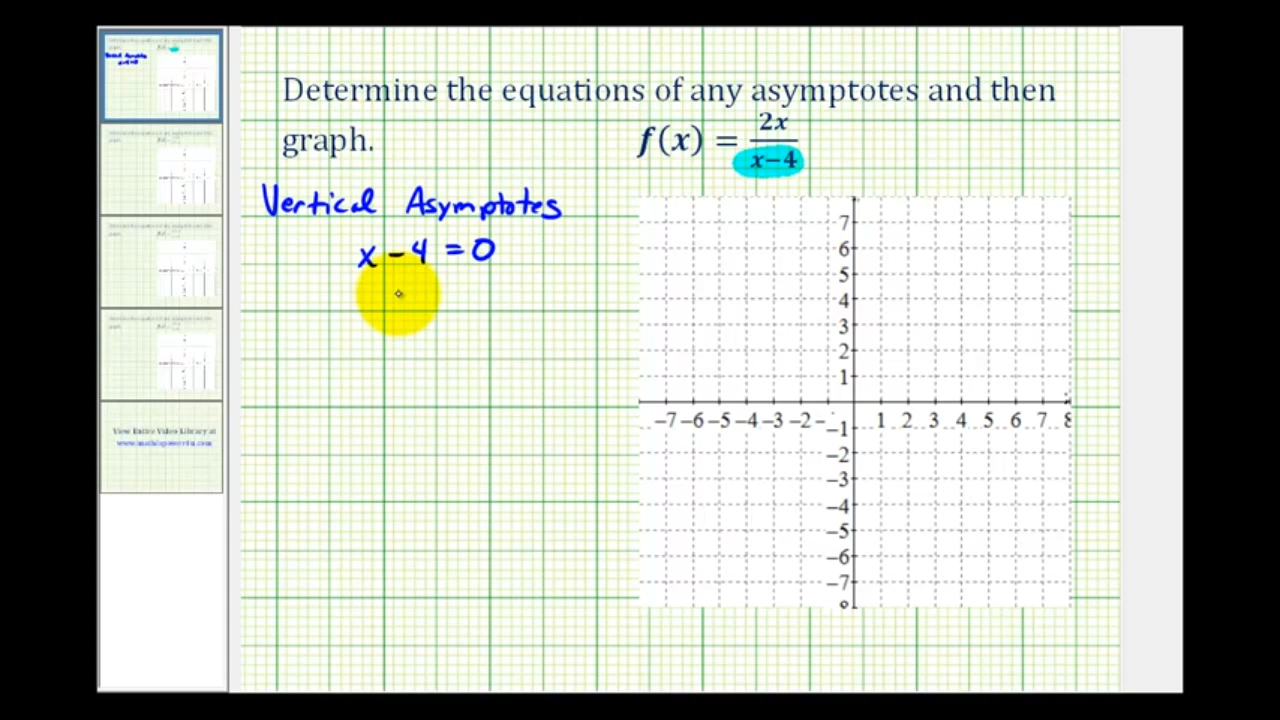 Determine the equations of any asymptotes and then
graph.
f(x) = 2x / x−4
Vertical Asymptotes
x − 4 = 0
7
6
5
4
3
2
1
−7 −6 −5 −4 −3 −2 − 1 2 3 4 5 6 7 8
−1
−2
−3
−4
−5
−6
−7
View Entire Video Library at
www.mathispower4u.com